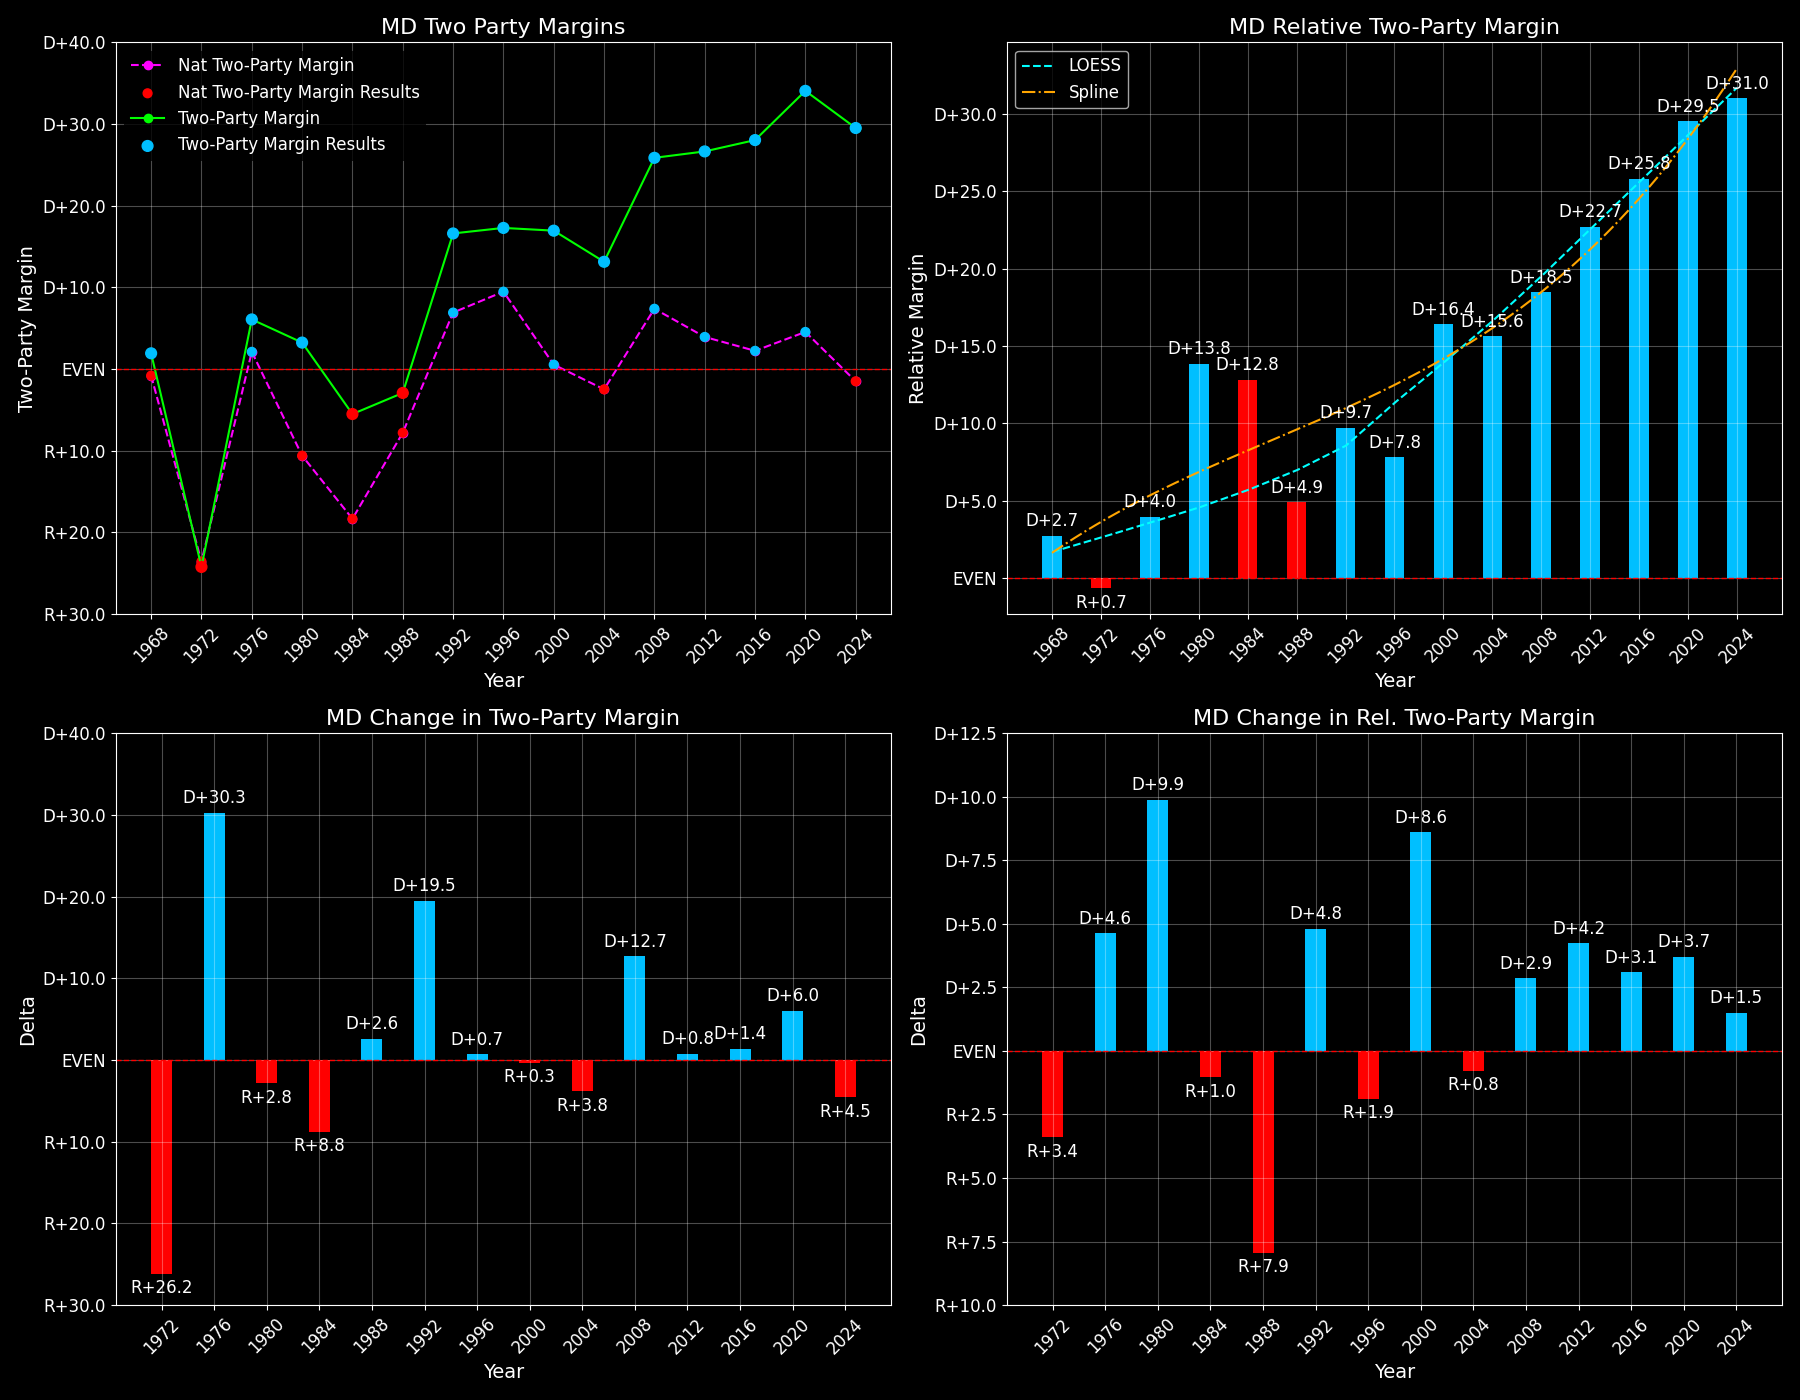 MD Two Party Margins
D+40.0
D+30.0
D+20.0
D+10.0
EVEN
R+10.0
R+20.0
R+30.0
Two-Party Margin
Nat Two-Party Margin
Nat Two-Party Margin Results
Two-Party Margin
Two-Party Margin Results
1968
1972
1976
1980
1984
1988
1992
1996
2000
2004
2008
2012
2016
2020
2024
Year
MD Relative Two-Party Margin
D+30.0
D+25.0
D+20.0
D+15.0
D+10.0
D+5.0
EVEN
Relative Margin
LOESS
Spline
D+2.7
R+0.7
D+4.0
D+13.8
D+12.8
D+4.9
D+9.7
D+7.8
D+16.4
D+15.6
D+18.5
D+22.7
D+25.8
D+29.5
D+31.0
1968
1972
1976
1980
1984
1988
1992
1996
2000
2004
2008
2012
2016
2020
2024
Year
MD Change in Two-Party Margin
D+40.0
D+30.0
D+20.0
D+10.0
EVEN
R+10.0
R+20.0
R+30.0
Delta
R+26.2
D+30.3
R+2.8
R+8.8
D+2.6
D+19.5
D+0.7
R+0.3
R+3.8
D+12.7
D+0.8
D+1.4
D+6.0
R+4.5
1972
1976
1980
1984
1988
1992
1996
2000
2004
2008
2012
2016
2020
2024
Year
MD Change in Rel. Two-Party Margin
D+12.5
D+10.0
D+7.5
D+5.0
D+2.5
EVEN
R+2.5
R+5.0
R+7.5
R+10.0
Delta
R+3.4
D+4.6
D+9.9
R+1.0
R+7.9
D+4.8
R+1.9
D+8.6
R+0.8
D+2.9
D+4.2
D+3.1
D+3.7
D+1.5
1972
1976
1980
1984
1988
1992
1996
2000
2004
2008
2012
2016
2020
2024
Year